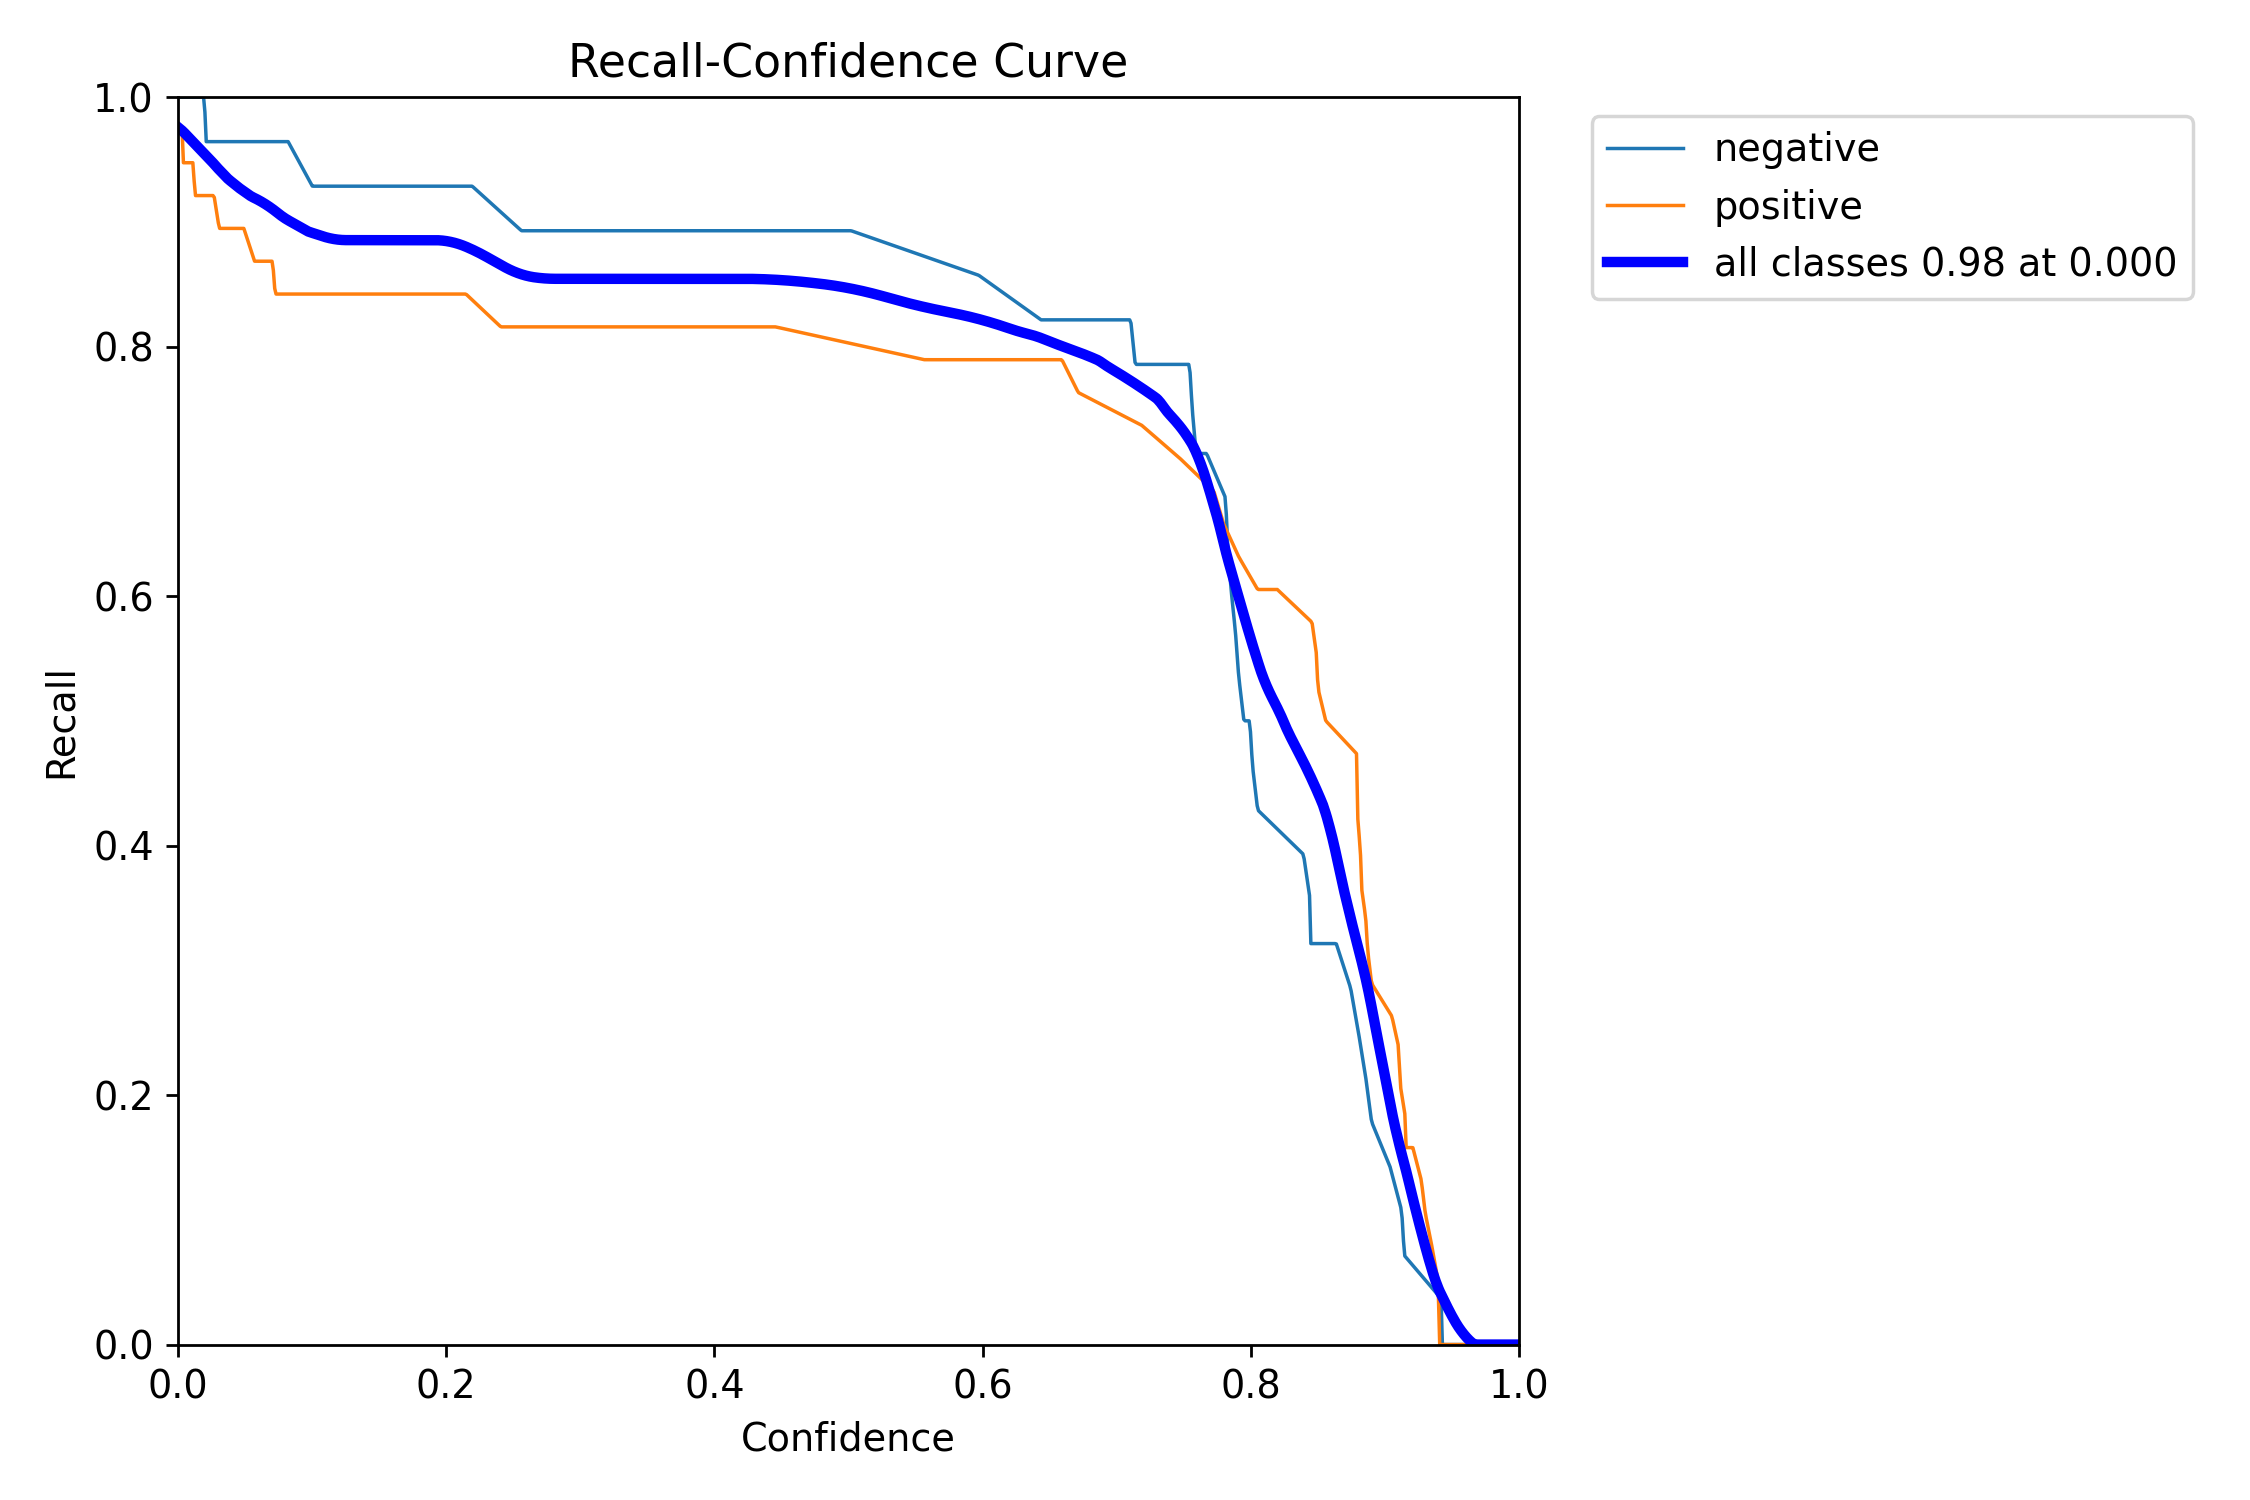 Recall-Confidence Curve
1.0
0.8
0.6
0.4
0.2
0.0
Recall
0.0 0.2 0.4 0.6 0.8 1.0
Confidence
negative
positive
all classes 0.98 at 0.000